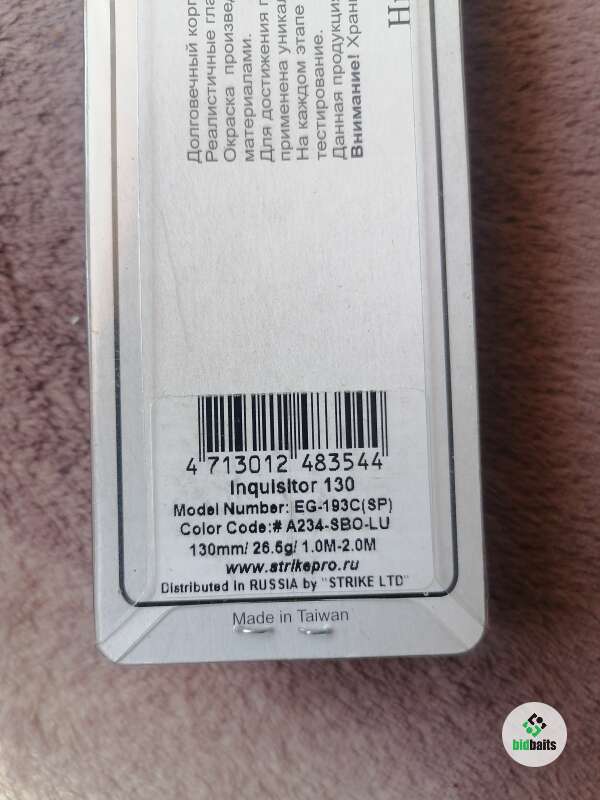 Долговечный корп
Реалистичные гла
Окраска произвед
материалами.
Для достижения п
применена уникал
На каждом этапе
тестирование.
Данная продукция
Внимание! Хран
4 713012 483544
Inquisitor 130
Model Number: EG-193C(SP)
Color Code:# A234-SBO-LU
130mm/ 26.5g/ 1.0M-2.0M
www.strikepro.ru
Distributed in RUSSIA by "STRIKE LTD"
Made in Taiwan
bidbaits